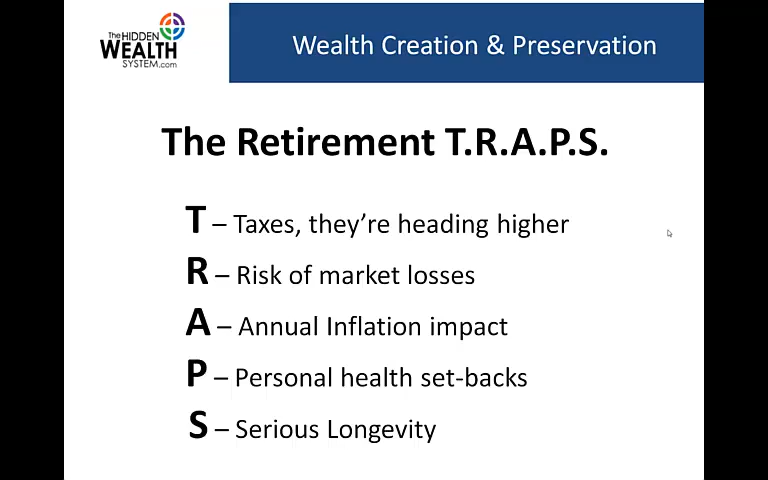 The HIDDEN
WEALTH
SYSTEM.com
Wealth Creation & Preservation
The Retirement T.R.A.P.S.
T – Taxes, they’re heading higher
R – Risk of market losses
A – Annual Inflation impact
P – Personal health set-backs
S – Serious Longevity